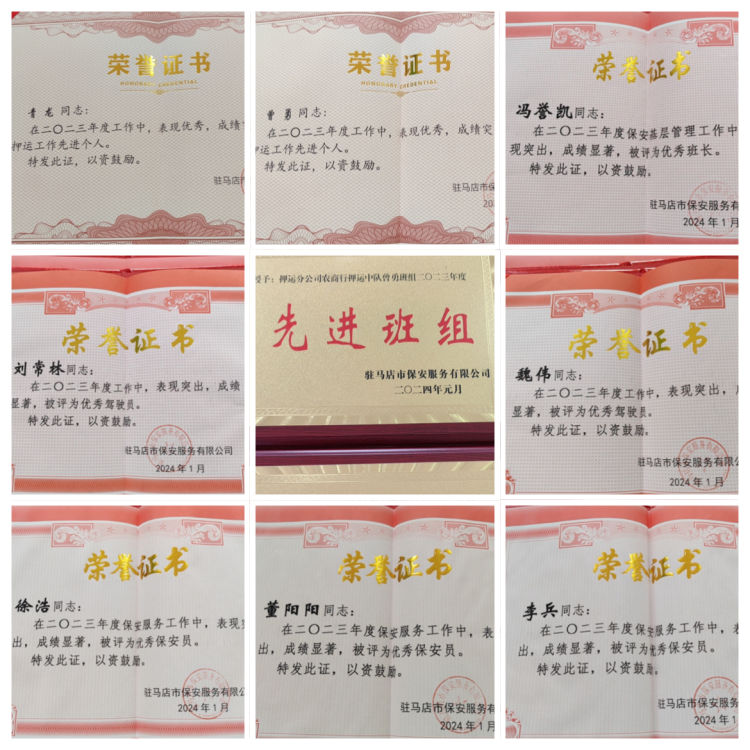 荣誉证书
HONORARY CREDENTIAL
青龙同志：
在二〇二三年度工作中，表现优秀，成绩突
押运工作先进个人。
特发此证，以资鼓励。
驻马店市
荣誉证书
HONORARY CREDENTIAL
曾勇同志：
在二〇二三年度工作中，表现优秀，成绩突
押运工作先进个人。
特发此证，以资鼓励。
驻马店市保
20
荣誉证书
冯誉凯同志：
在二〇二三年度保安基层管理工作中
现突出，成绩显著，被评为优秀班长。
特发此证，以资鼓励。
驻马店市保安服务有
2024年1月
荣誉证书
刘常林同志：
在二〇二三年度工作中，表现突出，成绩
显著，被评为优秀驾驶员。
特发此证，以资鼓励。
驻马店市保安服务有限公司
2024年1月
授予：押运分公司农商行押运中队曾勇班组二〇二三年度
先进班组
驻马店市保安服务有限公司
二〇二四年元月
荣誉证书
魏伟同志：
在二〇二三年度工作中，表现突出，成
显著，被评为优秀驾驶员。
特发此证，以资鼓励。
驻马店市保安服务有限公
2024年1月
荣誉证书
徐浩同志：
在二〇二三年度保安服务工作中，表现突
出，成绩显著，被评为优秀保安员。
特发此证，以资鼓励。
驻马店市保安服务有限公
2024年1月
荣誉证书
董阳阳同志：
在二〇二三年度保安服务工作中，表
出，成绩显著，被评为优秀保安员。
特发此证，以资鼓励。
驻马店市保安服务有限
2024年1月
荣誉证书
李兵同志：
在二〇二三年度保安服务工作中，表
出，成绩显著，被评为优秀保安员。
特发此证，以资鼓励。
驻马店市保安服务有
2024年1月